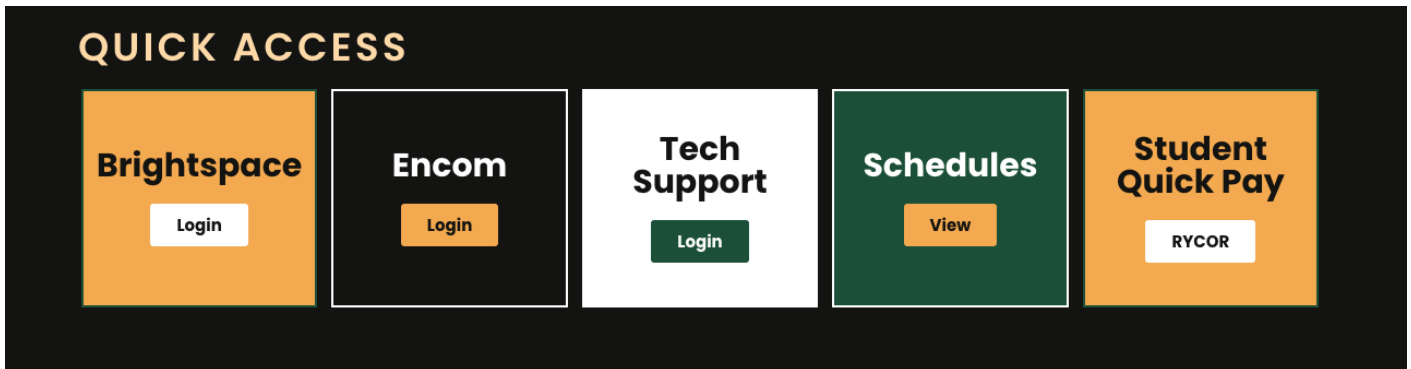 QUICK ACCESS
Brightspace
Login
Encom
Login
Tech
Support
Login
Schedules
View
Student
Quick Pay
RYCOR